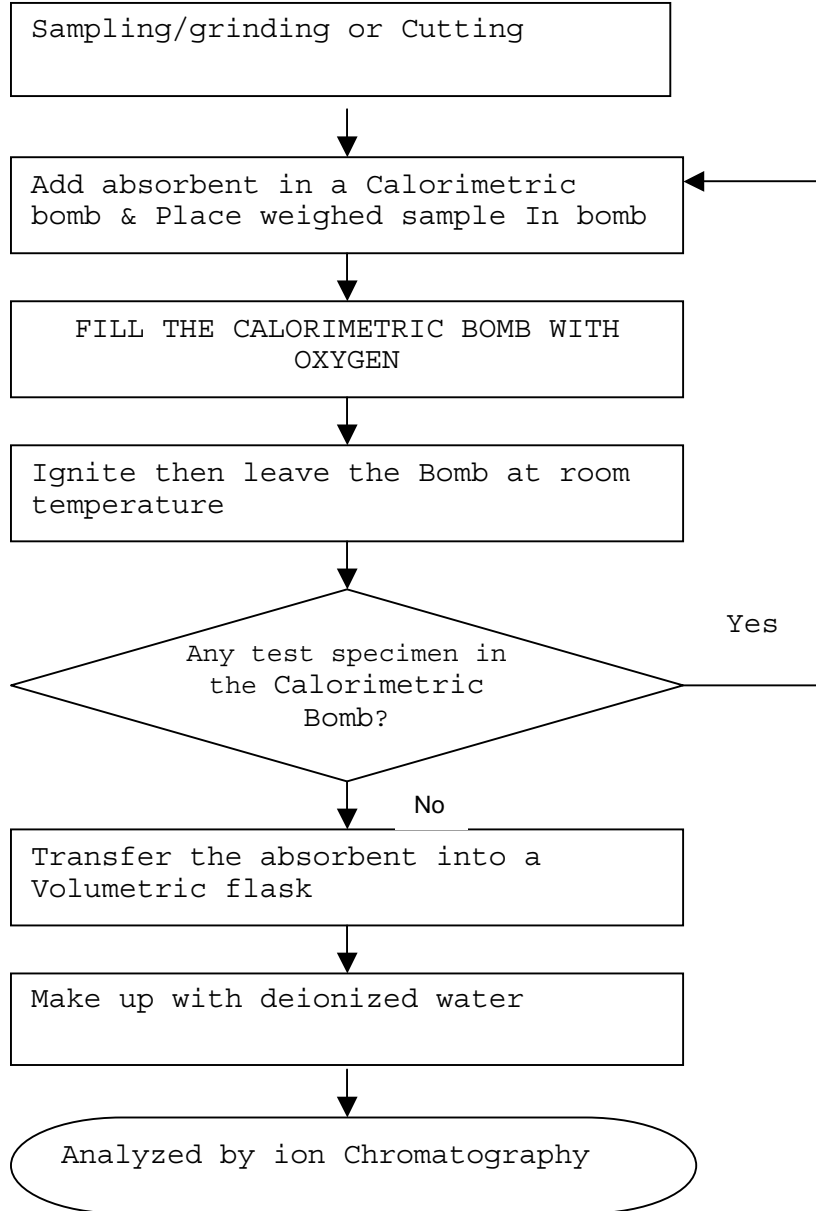 Sampling/grinding or Cutting
Add absorbent in a Calorimetric
bomb & Place weighed sample In bomb
FILL THE CALORIMETRIC BOMB WITH
OXYGEN
Ignite then leave the Bomb at room
temperature
Yes
Any test specimen in
the Calorimetric
Bomb?
No
Transfer the absorbent into a
Volumetric flask
Make up with deionized water
Analyzed by ion Chromatography